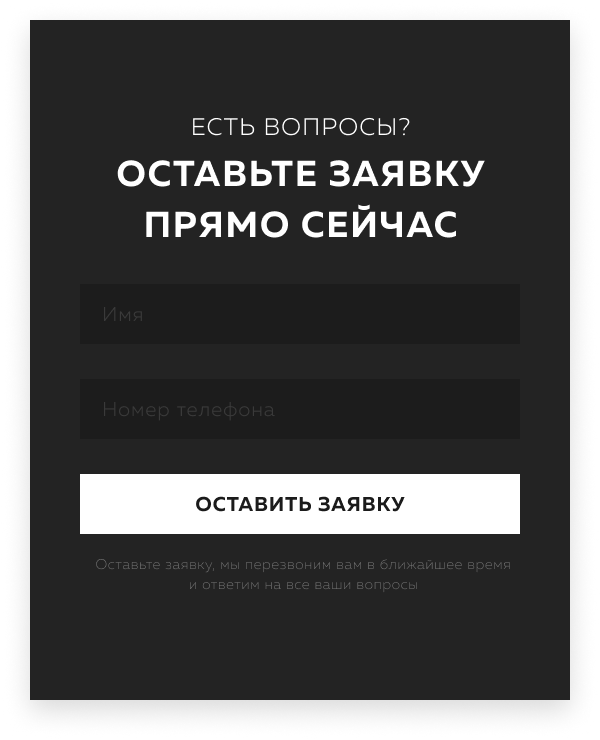 ЕСТЬ ВОПРОСЫ?
ОСТАВЬТЕ ЗАЯВКУ
ПРЯМО СЕЙЧАС
Имя
Номер телефона
ОСТАВИТЬ ЗАЯВКУ
Оставьте заявку, мы перезвоним вам в ближайшее время
и ответим на все ваши вопросы